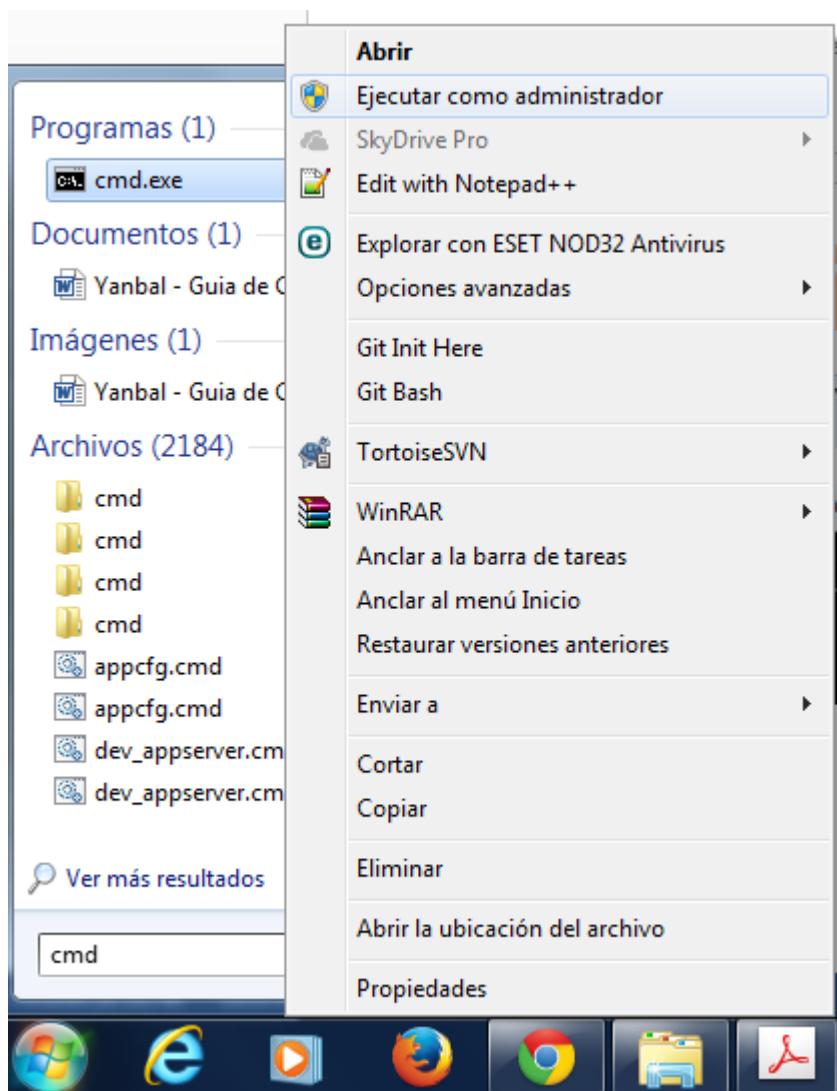 Programas (1)
cmd.exe
Documentos (1)
Yanbal - Guia de
Imágenes (1)
Yanbal - Guia de
Archivos (2184)
cmd
cmd
cmd
cmd
appcfg.cmd
appcfg.cmd
dev_appserver.cm
dev_appserver.cm
Ver más resultados
cmd
Abrir
Ejecutar como administrador
SkyDrive Pro
Edit with Notepad++
Explorar con ESET NOD32 Antivirus
Opciones avanzadas
Git Init Here
Git Bash
TortoiseSVN
WinRAR
Anclar a la barra de tareas
Anclar al menú Inicio
Restaurar versiones anteriores
Enviar a
Cortar
Copiar
Eliminar
Abrir la ubicación del archivo
Propiedades